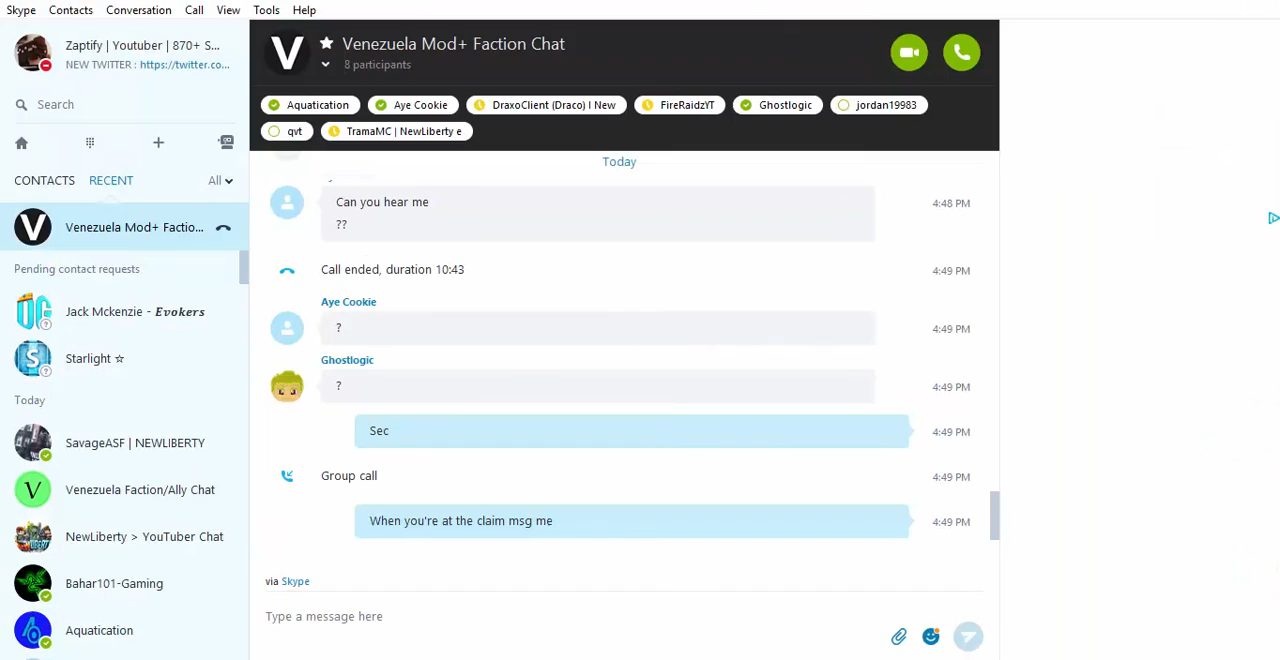 Skype Contacts Conversation Call View Tools Help
Zaptify | Youtuber | 870+ S...
NEW TWITTER : https://twitter.co...
Search
CONTACTS RECENT All
V Venezuela Mod+ Factio...
Pending contact requests
Jack Mckenzie - Evokers
Starlight ☆
Today
SavageASF | NEWLIBERTY
V Venezuela Faction/Ally Chat
NewLiberty > YouTuber Chat
Bahar101-Gaming
Aquatication
V Venezuela Mod+ Faction Chat
8 participants
Aquatication Aye Cookie DraxoClient (Draco) l New FireRaidzYT Ghostlogic jordan19983
qvt TramaMC | NewLiberty e
Today
Can you hear me 4:48 PM
??
Call ended, duration 10:43 4:49 PM
Aye Cookie
? 4:49 PM
Ghostlogic
? 4:49 PM
Sec 4:49 PM
Group call 4:49 PM
When you're at the claim msg me 4:49 PM
via Skype
Type a message here